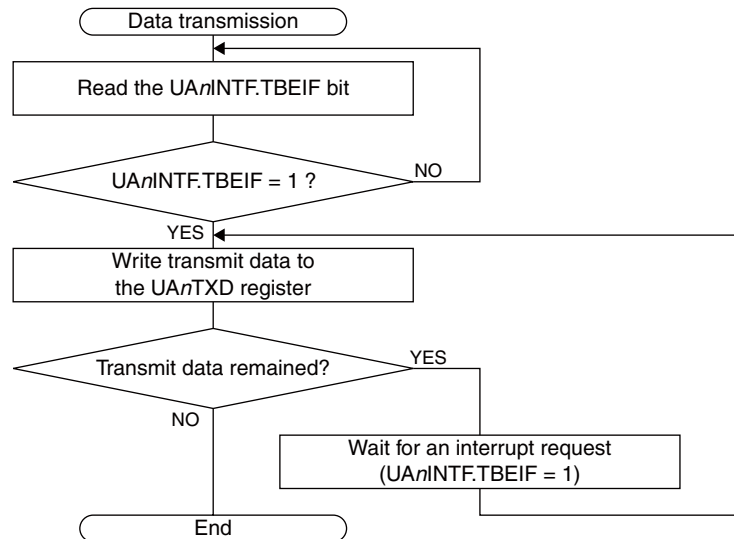 Data transmission
Read the UAnINTF.TBEIF bit
UAnINTF.TBEIF = 1 ?
NO
YES
Write transmit data to
the UAnTXD register
Transmit data remained?
YES
NO
Wait for an interrupt request
(UAnINTF.TBEIF = 1)
End